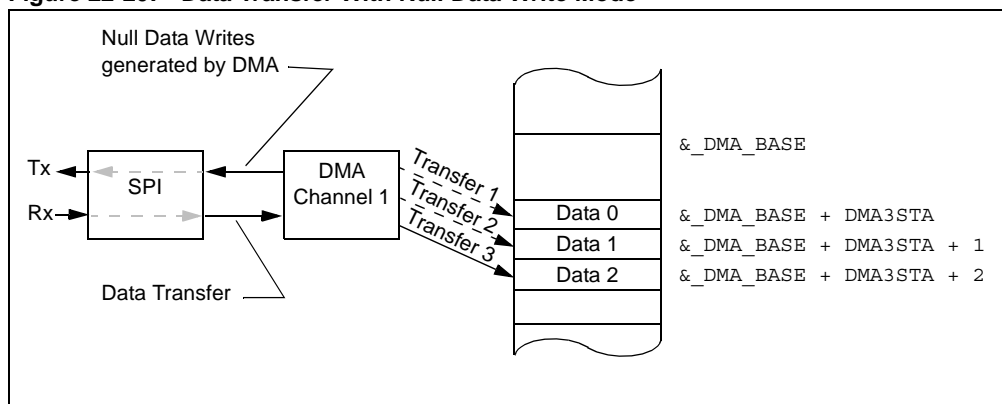 Figure 22-20: Data Transfer With Null Data Write Mode
Null Data Writes
generated by DMA
&_DMA_BASE
Tx
SPI
DMA
Channel 1
Transfer 1
Transfer 2
Transfer 3
Rx
Data 0
&_DMA_BASE + DMA3STA
Data 1
&_DMA_BASE + DMA3STA + 1
Data 2
&_DMA_BASE + DMA3STA + 2
Data Transfer